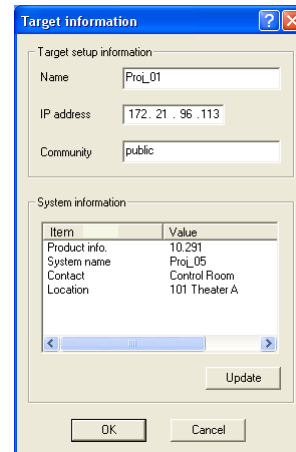 Target information
Target setup information
Name Proj_01
IP address 172. 21 . 96 .113
Community public
System information
Item Value
Product info. 10.291
System name Proj_05
Contact Control Room
Location 101 Theater A
Update
OK Cancel